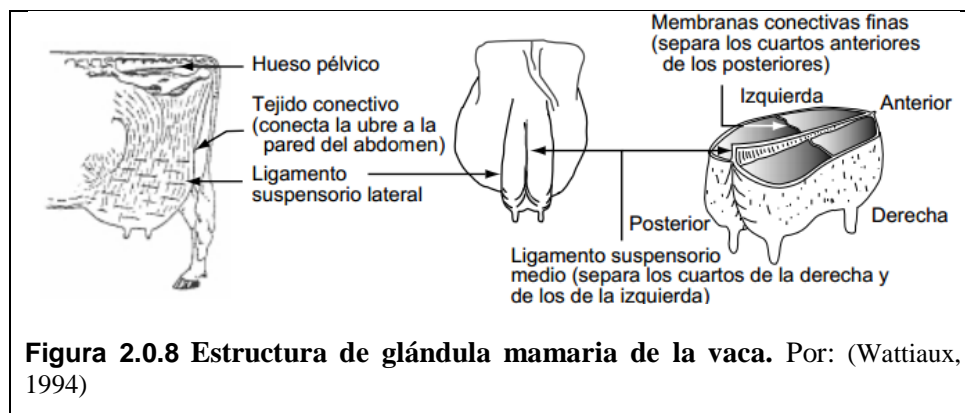 Hueso pélvico
Tejido conectivo
(conecta la ubre a la
pared del abdomen)
Ligamento
suspensorio lateral
Membranas conectivas finas
(separa los cuartos anteriores
de los posteriores)
Izquierda
Anterior
Posterior
Derecha
Ligamento suspensorio
medio (separa los cuartos de la derecha y
de los de la izquierda)
Figura 2.0.8 Estructura de glándula mamaria de la vaca. Por: (Wattiaux,
1994)